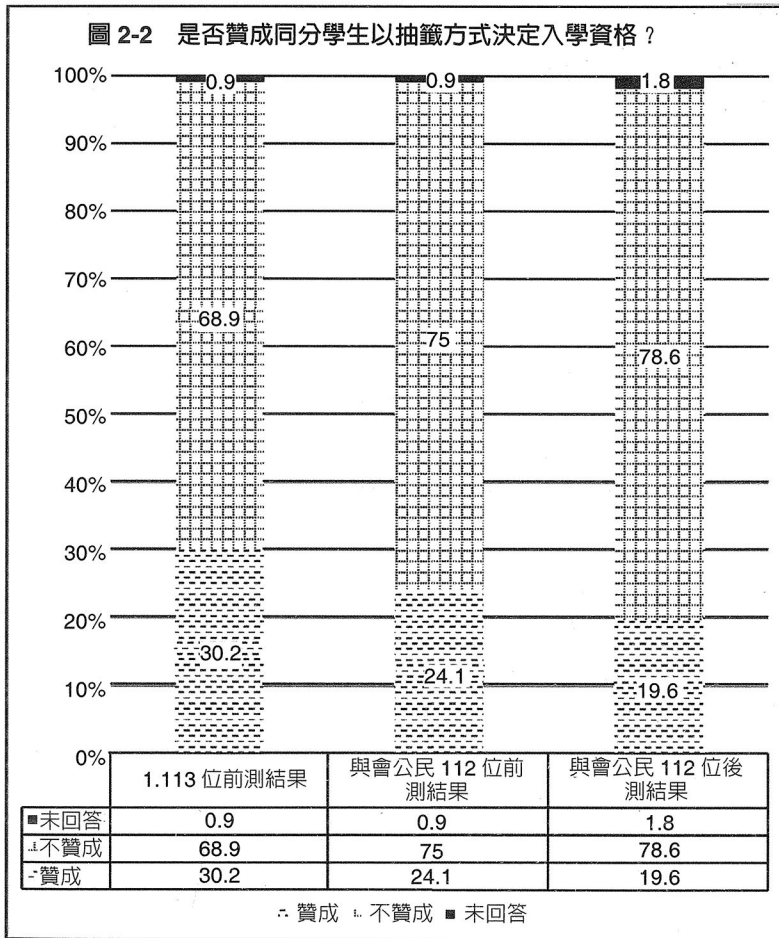 圖 2-2 是否贊成同分學生以抽籤方式決定入學資格？
100%
90%
80%
70%
60%
50%
40%
30%
20%
10%
0%
0.9
0.9
1.8
68.9
75
78.6
30.2
24.1
19.6
1.113 位前測結果
與會公民 112 位前
測結果
與會公民 112 位後
測結果
未回答 0.9 0.9 1.8
不贊成 68.9 75 78.6
贊成 30.2 24.1 19.6
贊成 不贊成 未回答